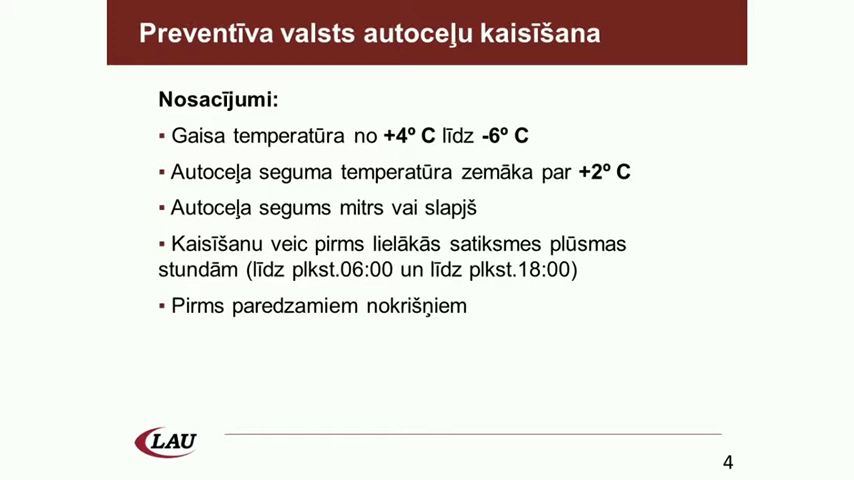 Preventīva valsts autoceļu kaisīšana
Nosacījumi:
▪ Gaisa temperatūra no +4º C līdz -6º C
▪ Autoceļa seguma temperatūra zemāka par +2º C
▪ Autoceļa segums mitrs vai slapjš
▪ Kaisīšanu veic pirms lielākās satiksmes plūsmas
stundām (līdz plkst.06:00 un līdz plkst.18:00)
▪ Pirms paredzamiem nokrišņiem
LAU
4